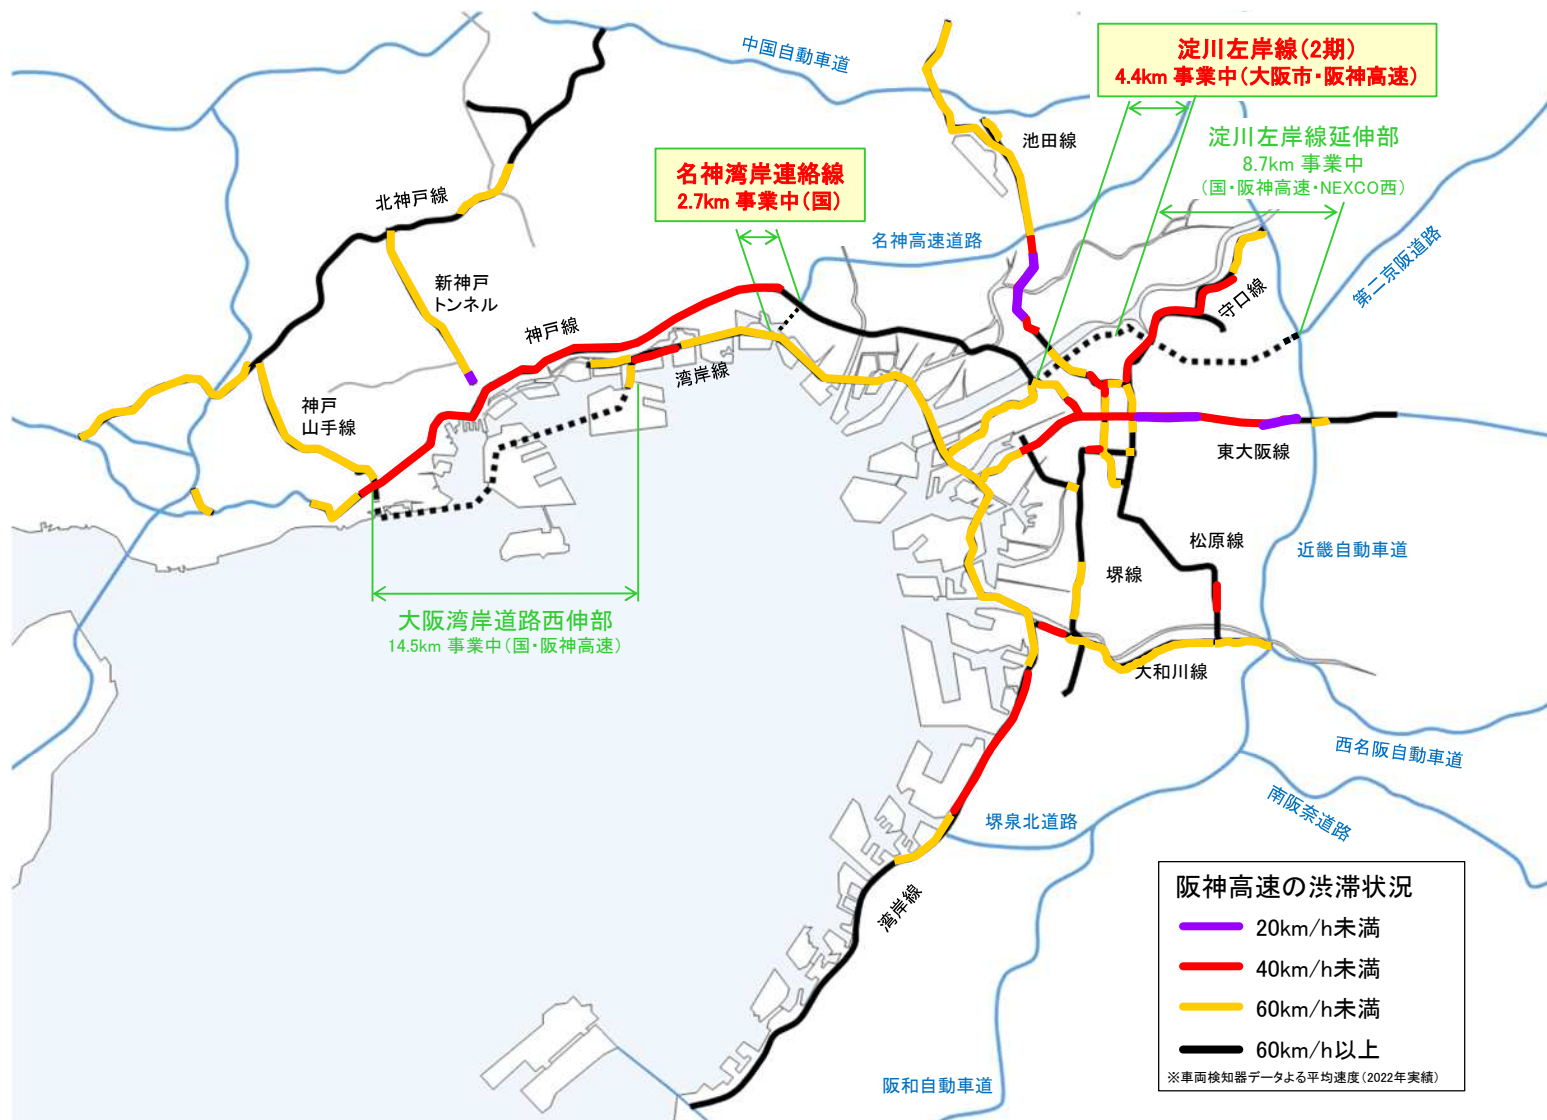 中国自動車道
淀川左岸線(2期)
4.4km 事業中(大阪市・阪神高速)
池田線
淀川左岸線延伸部
8.7km 事業中
(国・阪神高速・NEXCO西)
名神湾岸連絡線
2.7km 事業中(国)
北神戸線
名神高速道路
第二京阪道路
新神戸
トンネル
神戸線
守口線
湾岸線
神戸
山手線
東大阪線
松原線
近畿自動車道
堺線
大阪湾岸道路西伸部
14.5km 事業中(国・阪神高速)
大和川線
西名阪自動車道
南阪奈道路
堺泉北道路
湾岸線
阪和自動車道
阪神高速の渋滞状況
20km/h未満
40km/h未満
60km/h未満
60km/h以上
※車両検知器データよる平均速度(2022年実績)